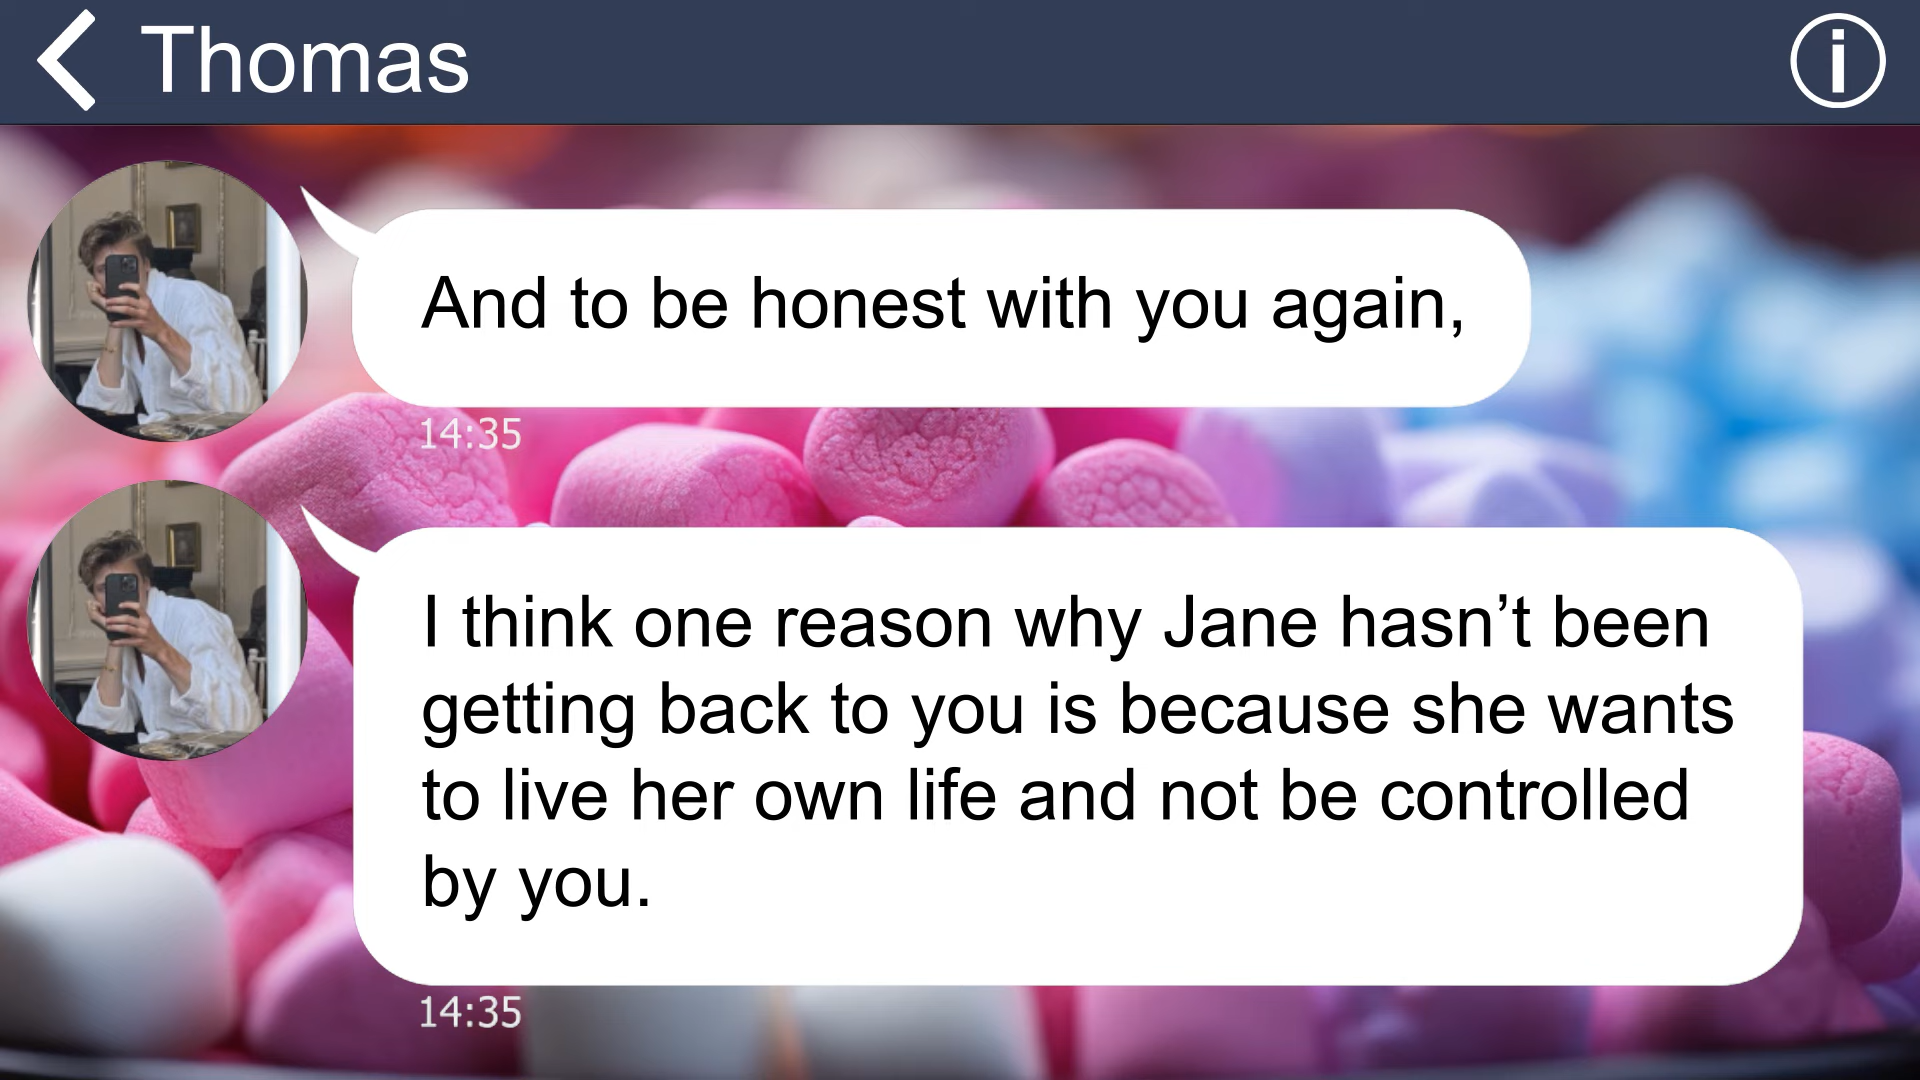 Thomas
And to be honest with you again,
14:35
I think one reason why Jane hasn’t been
getting back to you is because she wants
to live her own life and not be controlled
by you.
14:35